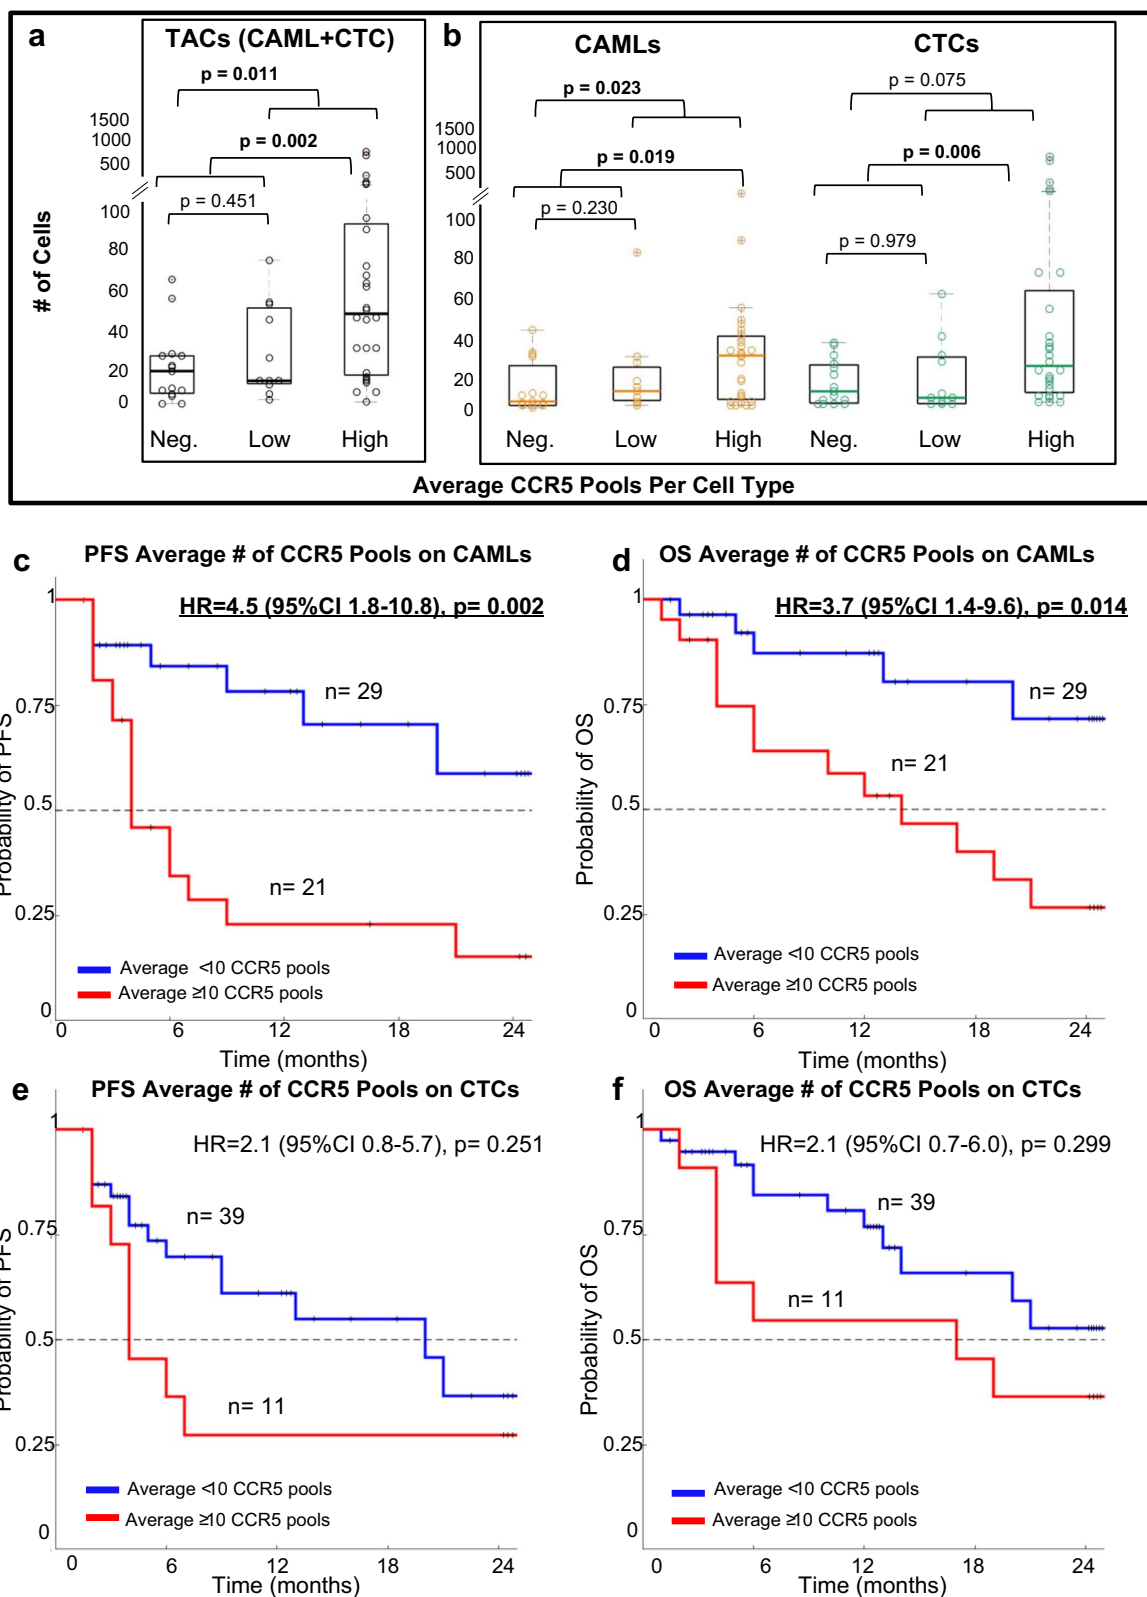 a
TACs (CAML+CTC)
p = 0.011
p = 0.002
p = 0.451
1500
1000
500
100
80
60
40
20
0
# of Cells
Neg. Low High
b
CAMLs CTCs
p = 0.023
p = 0.075
p = 0.019
p = 0.006
p = 0.230
p = 0.979
1500
1000
500
100
80
60
40
20
0
Neg. Low High Neg. Low High
Average CCR5 Pools Per Cell Type
c PFS Average # of CCR5 Pools on CAMLs
HR=4.5 (95%CI 1.8-10.8), p= 0.002
1
0.75
0.5
0.25
0
Probability of PFS
n= 29
n= 21
Average <10 CCR5 pools
Average ≥10 CCR5 pools
0 6 12 18 24
Time (months)
d OS Average # of CCR5 Pools on CAMLs
HR=3.7 (95%CI 1.4-9.6), p= 0.014
1
0.75
0.5
0.25
0
Probability of OS
n= 29
n= 21
Average <10 CCR5 pools
Average ≥10 CCR5 pools
0 6 12 18 24
Time (months)
e PFS Average # of CCR5 Pools on CTCs
HR=2.1 (95%CI 0.8-5.7), p= 0.251
1
0.75
0.5
0.25
0
Probability of PFS
n= 39
n= 11
Average <10 CCR5 pools
Average ≥10 CCR5 pools
0 6 12 18 24
Time (months)
f OS Average # of CCR5 Pools on CTCs
HR=2.1 (95%CI 0.7-6.0), p= 0.299
1
0.75
0.5
0.25
0
Probability of OS
n= 39
n= 11
Average <10 CCR5 pools
Average ≥10 CCR5 pools
0 6 12 18 24
Time (months)